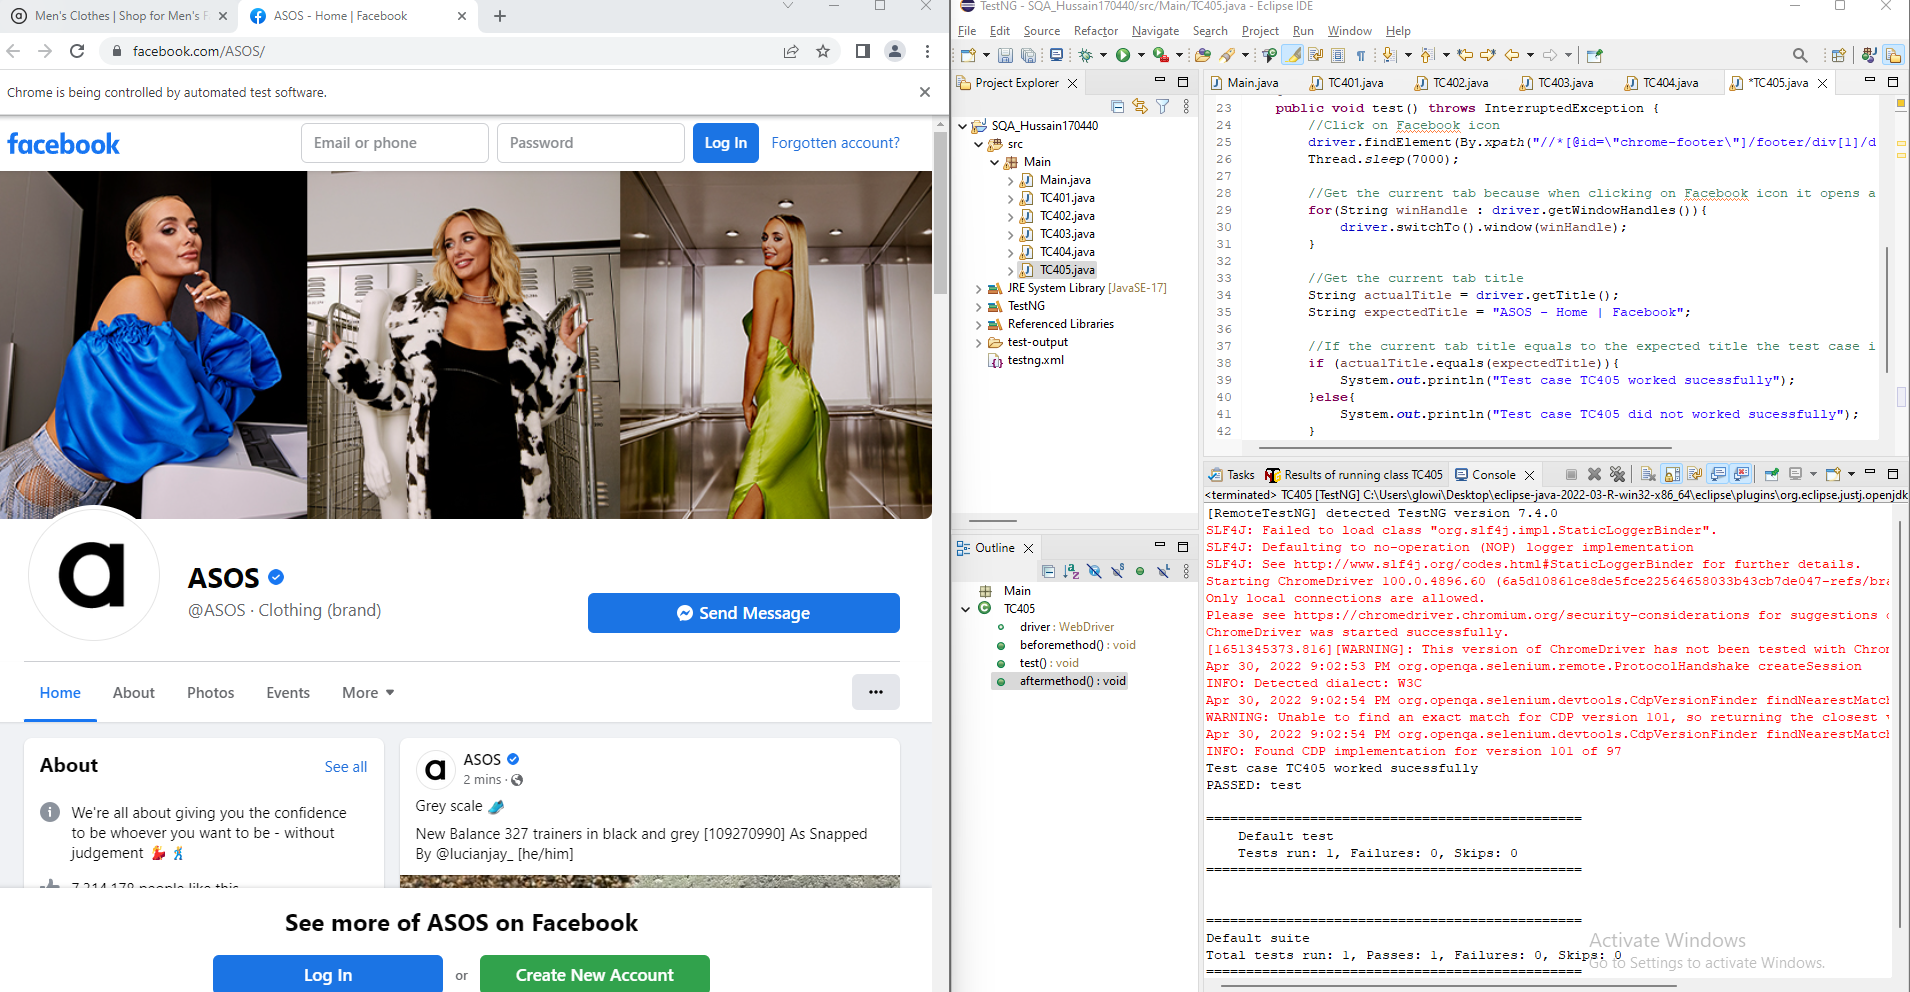 Men's Clothes | Shop for Men's F
ASOS - Home | Facebook
facebook.com/ASOS/
Chrome is being controlled by automated test software.
facebook
Email or phone
Password
Log In
Forgotten account?
ASOS
@ASOS · Clothing (brand)
Send Message
Home
About
Photos
Events
More
About
See all
We're all about giving you the confidence
to be whoever you want to be - without
judgement
7,314,178 people like this
ASOS
2 mins ·
Grey scale
New Balance 327 trainers in black and grey [109270990] As Snapped
By @lucianjay_ [he/him]
See more of ASOS on Facebook
Log In
or
Create New Account
TestNG - SQA_Hussain170440/src/Main/TC405.java - Eclipse IDE
File Edit Source Refactor Navigate Search Project Run Window Help
Project Explorer
SQA_Hussain170440
src
Main
Main.java
TC401.java
TC402.java
TC403.java
TC404.java
TC405.java
JRE System Library [JavaSE-17]
TestNG
Referenced Libraries
test-output
testng.xml
Outline
Main
TC405
driver : WebDriver
beforemethod() : void
test() : void
aftermethod() : void
Main.java TC401.java TC402.java TC403.java TC404.java *TC405.java
23 public void test() throws InterruptedException {
24 //Click on Facebook icon
25 driver.findElement(By.xpath("//*[@id=\"chrome-footer\"]/footer/div[1]/d
26 Thread.sleep(7000);
27
28 //Get the current tab because when clicking on Facebook icon it opens a
29 for(String winHandle : driver.getWindowHandles()){
30 driver.switchTo().window(winHandle);
31 }
32
33 //Get the current tab title
34 String actualTitle = driver.getTitle();
35 String expectedTitle = "ASOS - Home | Facebook";
36
37 //If the current tab title equals to the expected title the test case i
38 if (actualTitle.equals(expectedTitle)){
39 System.out.println("Test case TC405 worked sucessfully");
40 }else{
41 System.out.println("Test case TC405 did not worked sucessfully");
42 }
Tasks Results of running class TC405 Console
<terminated> TC405 [TestNG] C:\Users\glowi\Desktop\eclipse-java-2022-03-R-win32-x86_64\eclipse\plugins\org.eclipse.justj.openjdk
[RemoteTestNG] detected TestNG version 7.4.0
SLF4J: Failed to load class "org.slf4j.impl.StaticLoggerBinder".
SLF4J: Defaulting to no-operation (NOP) logger implementation
SLF4J: See http://www.slf4j.org/codes.html#StaticLoggerBinder for further details.
Starting ChromeDriver 100.0.4896.60 (6a5d10861ce8de5fce22564658033b43cb7de047-refs/bra
Only local connections are allowed.
Please see https://chromedriver.chromium.org/security-considerations for suggestions
ChromeDriver was started successfully.
[1651345373.816][WARNING]: This version of ChromeDriver has not been tested with Chrom
Apr 30, 2022 9:02:53 PM org.openqa.selenium.remote.ProtocolHandshake createSession
INFO: Detected dialect: W3C
Apr 30, 2022 9:02:54 PM org.openqa.selenium.devtools.CdpVersionFinder findNearestMatch
WARNING: Unable to find an exact match for CDP version 101, so returning the closest
Apr 30, 2022 9:02:54 PM org.openqa.selenium.devtools.CdpVersionFinder findNearestMatch
INFO: Found CDP implementation for version 101 of 97
Test case TC405 worked sucessfully
PASSED: test
===============================================
Default test
Tests run: 1, Failures: 0, Skips: 0
===============================================
===============================================
Default suite
Total tests run: 1, Passes: 1, Failures: 0, Skips: 0
===============================================
Activate Windows
Go to Settings to activate Windows.